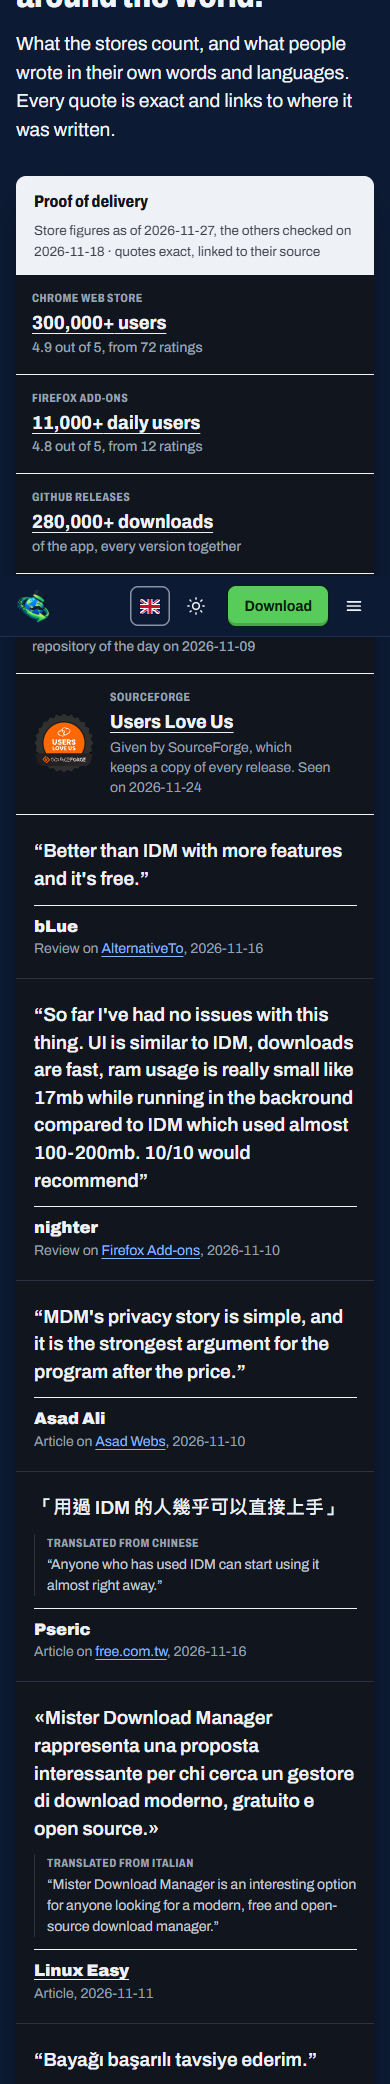 around the world.
What the stores count, and what people
wrote in their own words and languages.
Every quote is exact and links to where it
was written.
Proof of delivery
Store figures as of 2026-11-27, the others checked on
2026-11-18 · quotes exact, linked to their source
CHROME WEB STORE
300,000+ users
4.9 out of 5, from 72 ratings
FIREFOX ADD-ONS
11,000+ daily users
4.8 out of 5, from 12 ratings
GITHUB RELEASES
280,000+ downloads
of the app, every version together
Download
repository of the day on 2026-11-09
USERS
LOVE US
SOURCEFORGE
SOURCEFORGE
Users Love Us
Given by SourceForge, which
keeps a copy of every release. Seen
on 2026-11-24
“Better than IDM with more features
and it's free.”
bLue
Review on AlternativeTo, 2026-11-16
“So far I've had no issues with this
thing. UI is similar to IDM, downloads
are fast, ram usage is really small like
17mb while running in the backround
compared to IDM which used almost
100-200mb. 10/10 would
recommend”
nighter
Review on Firefox Add-ons, 2026-11-10
“MDM's privacy story is simple, and
it is the strongest argument for the
program after the price.”
Asad Ali
Article on Asad Webs, 2026-11-10
「用過 IDM 的人幾乎可以直接上手」
TRANSLATED FROM CHINESE
“Anyone who has used IDM can start using it
almost right away.”
Pseric
Article on free.com.tw, 2026-11-16
«Mister Download Manager
rappresenta una proposta
interessante per chi cerca un gestore
di download moderno, gratuito e
open source.»
TRANSLATED FROM ITALIAN
“Mister Download Manager is an interesting option
for anyone looking for a modern, free and open-
source download manager.”
Linux Easy
Article, 2026-11-11
“Bayağı başarılı tavsiye ederim.”